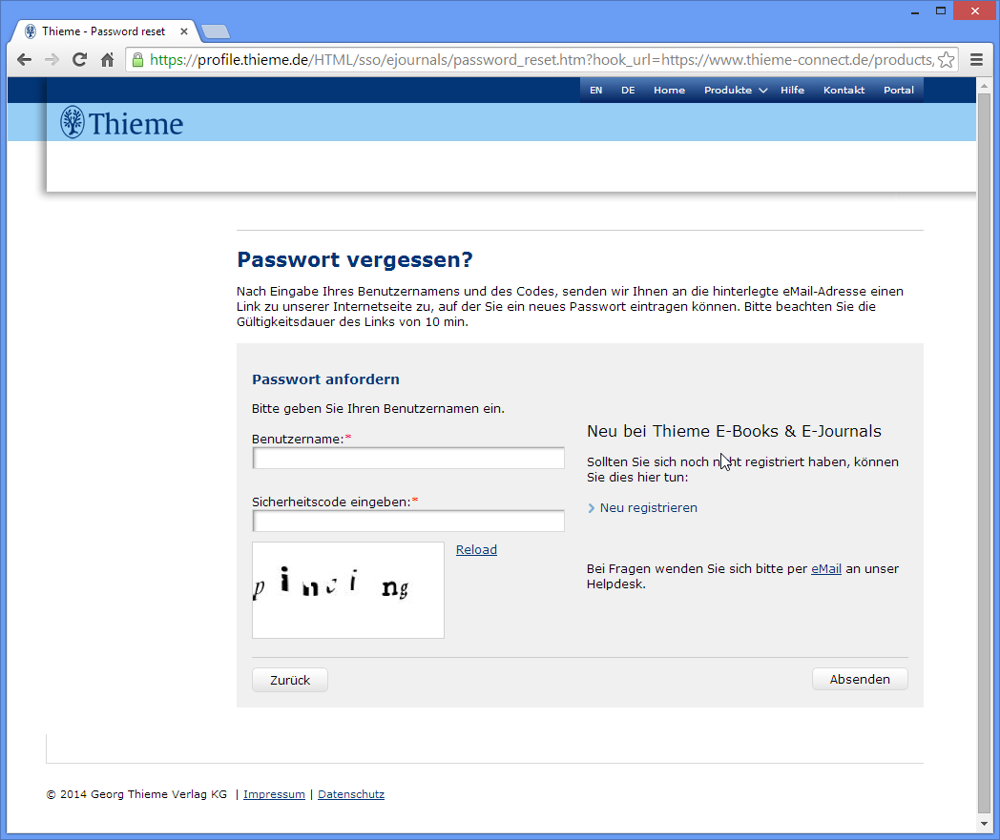 Thieme - Password reset
https://profile.thieme.de/HTML/sso/ejournals/password_reset.htm?hook_url=https://www.thieme-connect.de/products,
EN DE Home Produkte Hilfe Kontakt Portal
Thieme
Passwort vergessen?
Nach Eingabe Ihres Benutzernamens und des Codes, senden wir Ihnen an die hinterlegte eMail-Adresse einen
Link zu unserer Internetseite zu, auf der Sie ein neues Passwort eintragen können. Bitte beachten Sie die
Gültigkeitsdauer des Links von 10 min.
Passwort anfordern
Bitte geben Sie Ihren Benutzernamen ein.
Benutzername:*
Sicherheitscode eingeben:*
Reload
Neu bei Thieme E-Books & E-Journals
Sollten Sie sich noch nicht registriert haben, können
Sie dies hier tun:
Neu registrieren
Bei Fragen wenden Sie sich bitte per eMail an unser
Helpdesk.
Zurück
Absenden
© 2014 Georg Thieme Verlag KG | Impressum | Datenschutz